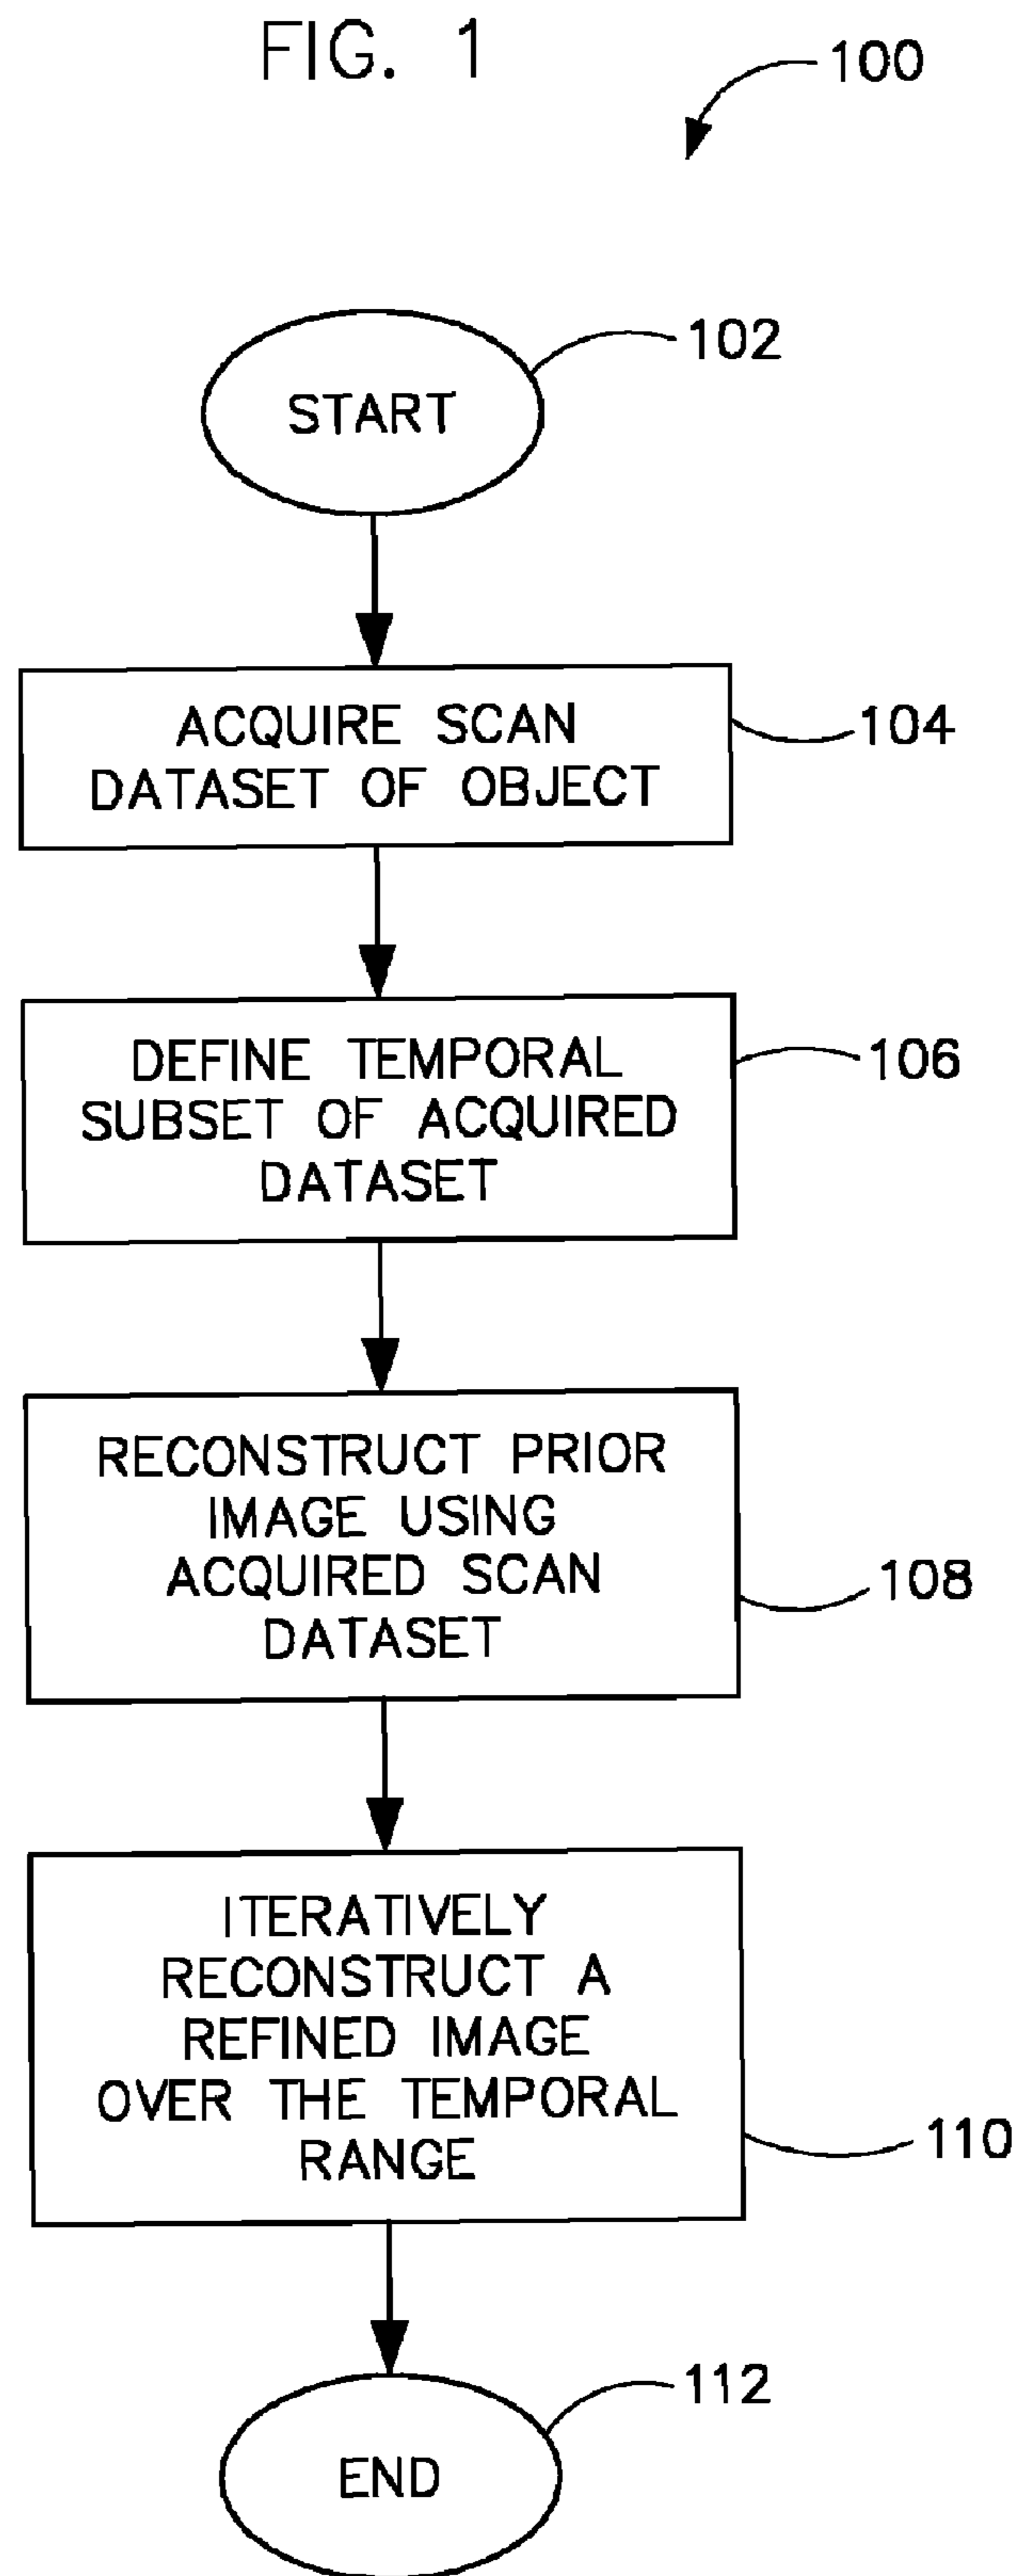 FIG. 1
100
102
START
ACQUIRE SCAN
DATASET OF OBJECT
104
DEFINE TEMPORAL
SUBSET OF ACQUIRED
DATASET
106
RECONSTRUCT PRIOR
IMAGE USING
ACQUIRED SCAN
DATASET
108
ITERATIVELY
RECONSTRUCT A
REFINED IMAGE
OVER THE TEMPORAL
RANGE
110
112
END